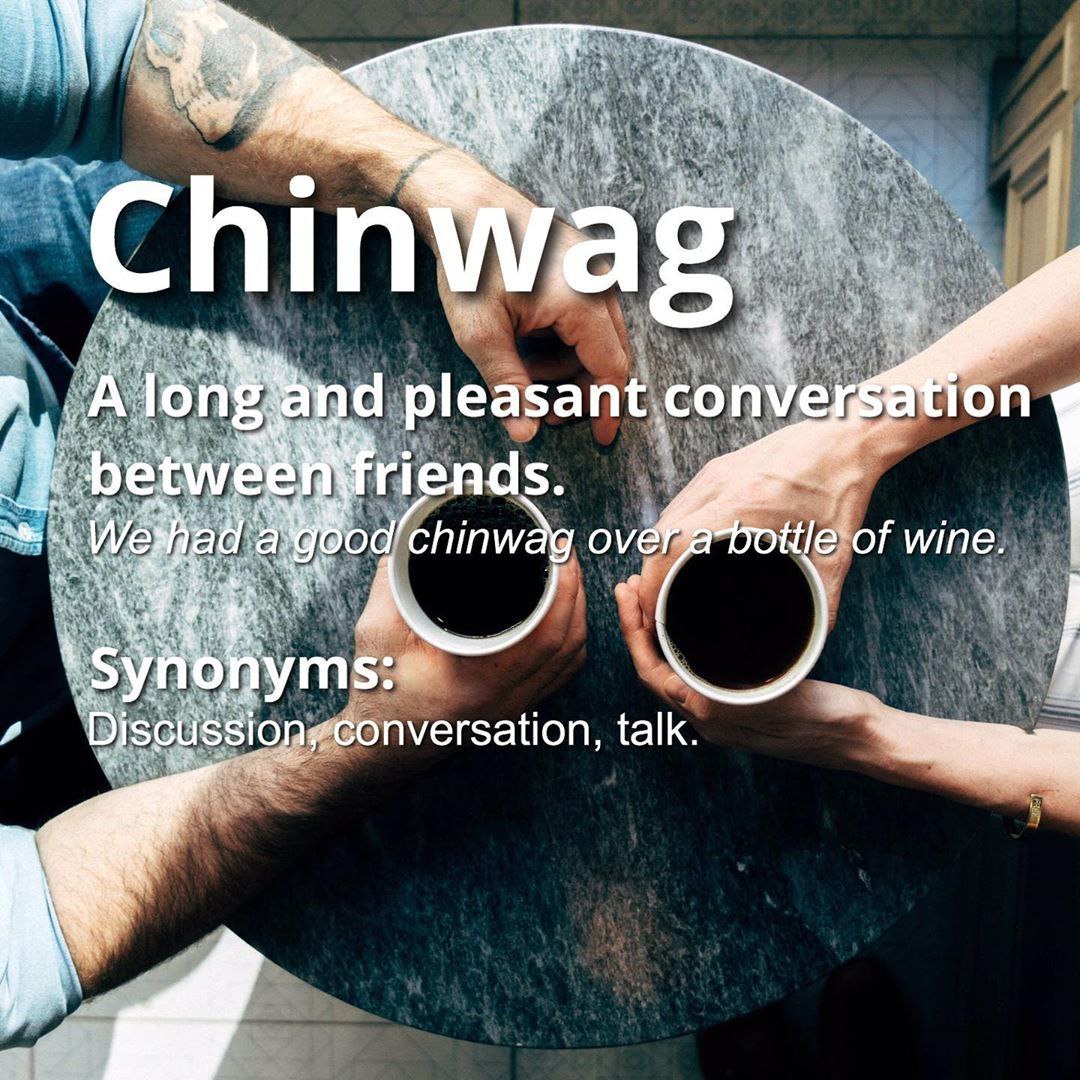 Chinwag
A long and pleasant conversation
between friends.
We had a good chinwag over a bottle of wine.
Synonyms:
Discussion, conversation, talk.